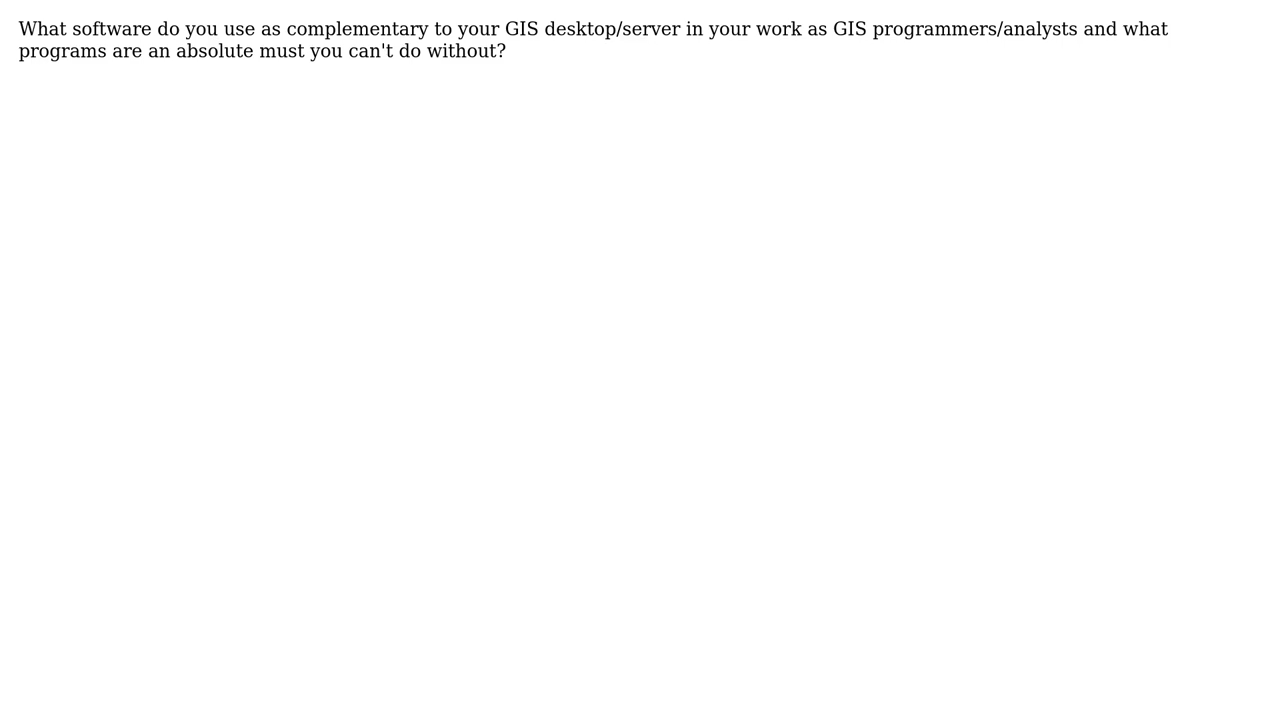 What software do you use as complementary to your GIS desktop/server in your work as GIS programmers/analysts and what
programs are an absolute must you can't do without?